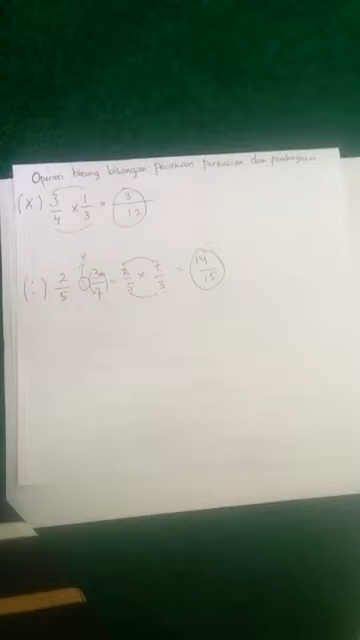 Operasi hitung bilangan pecahan perkalian dan pembagian
(x) 3/4 x 1/3 = 3/12
x
(:) 2/5 : 3/7 = 2/5 x 7/3 = 14/15